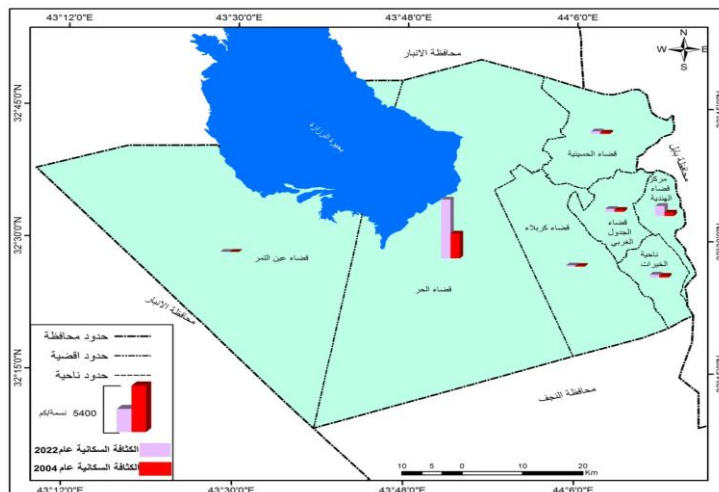 43°12'0"E 43°30'0"E 43°48'0"E 44°6'0"E
N
W E
S
محافظة الانبار
32°45'0"N
بحيرة الرزازة
قضاء الحسينية
محافظة بابل
مركز
قضاء
الهندية
قضاء
الجدول
الغربي
ناحية
الخيرات
قضاء كربلاء
32°30'0"N
قضاء عين التمر
قضاء الحر
محافظة الانبار
محافظة النجف
32°15'0"N
حدود محافظة
حدود اقضية
حدود ناحية
5400 نسمة/كم
الكثافة السكانية عام 2022
الكثافة السكانية عام 2004
10 5 0 10 20
Km
43°12'0"E 43°30'0"E 43°48'0"E 44°6'0"E